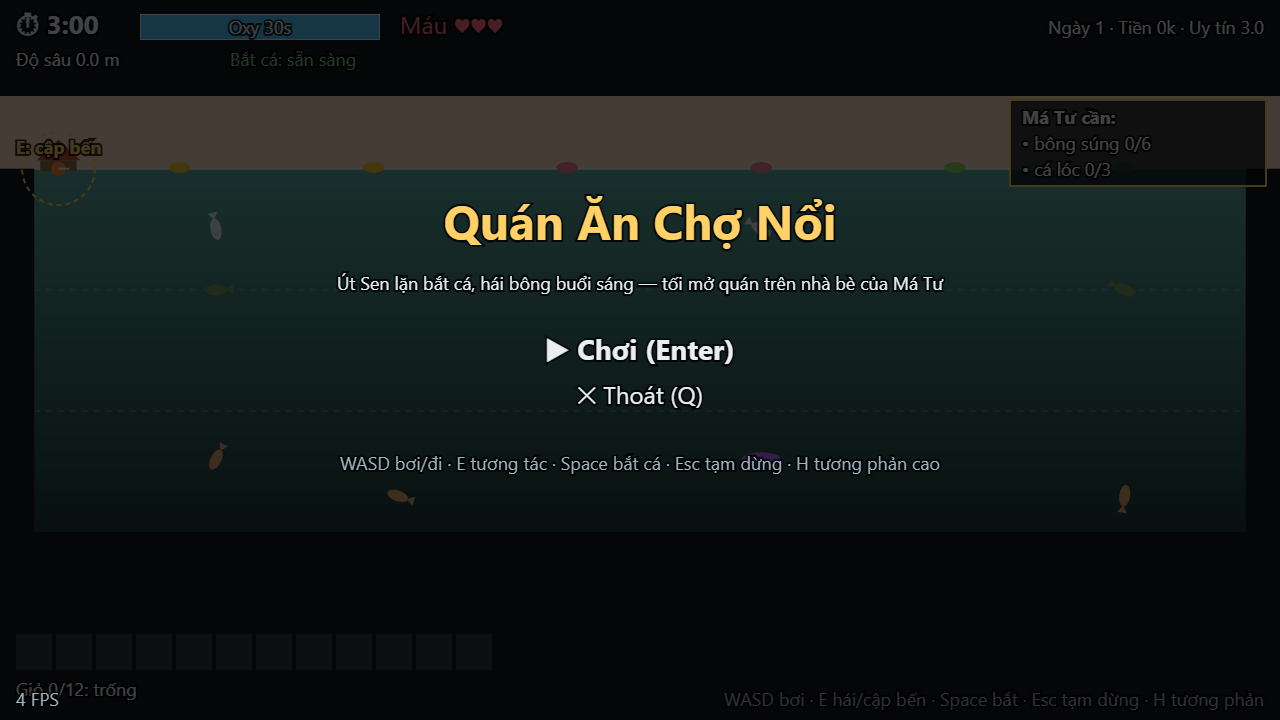 ⏱ 3:00
Oxy 30s
Máu ♥♥♥
Ngày 1 · Tiền 0k · Uy tín 3.0
Độ sâu 0.0 m
Bắt cá: sẵn sàng
E: cập bến
Má Tư cần:
• bông súng 0/6
• cá lóc 0/3
Quán Ăn Chợ Nổi
Út Sen lặn bắt cá, hái bông buổi sáng — tối mở quán trên nhà bè của Má Tư
▶ Chơi (Enter)
✕ Thoát (Q)
WASD bơi/đi · E tương tác · Space bắt cá · Esc tạm dừng · H tương phản cao
Giỏ 0/12: trống
4 FPS
WASD bơi · E hái/cập bến · Space bắt · Esc tạm dừng · H tương phản